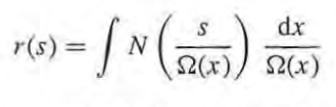 r(s) = ∫ N ( s / Ω(x) ) dx / Ω(x)